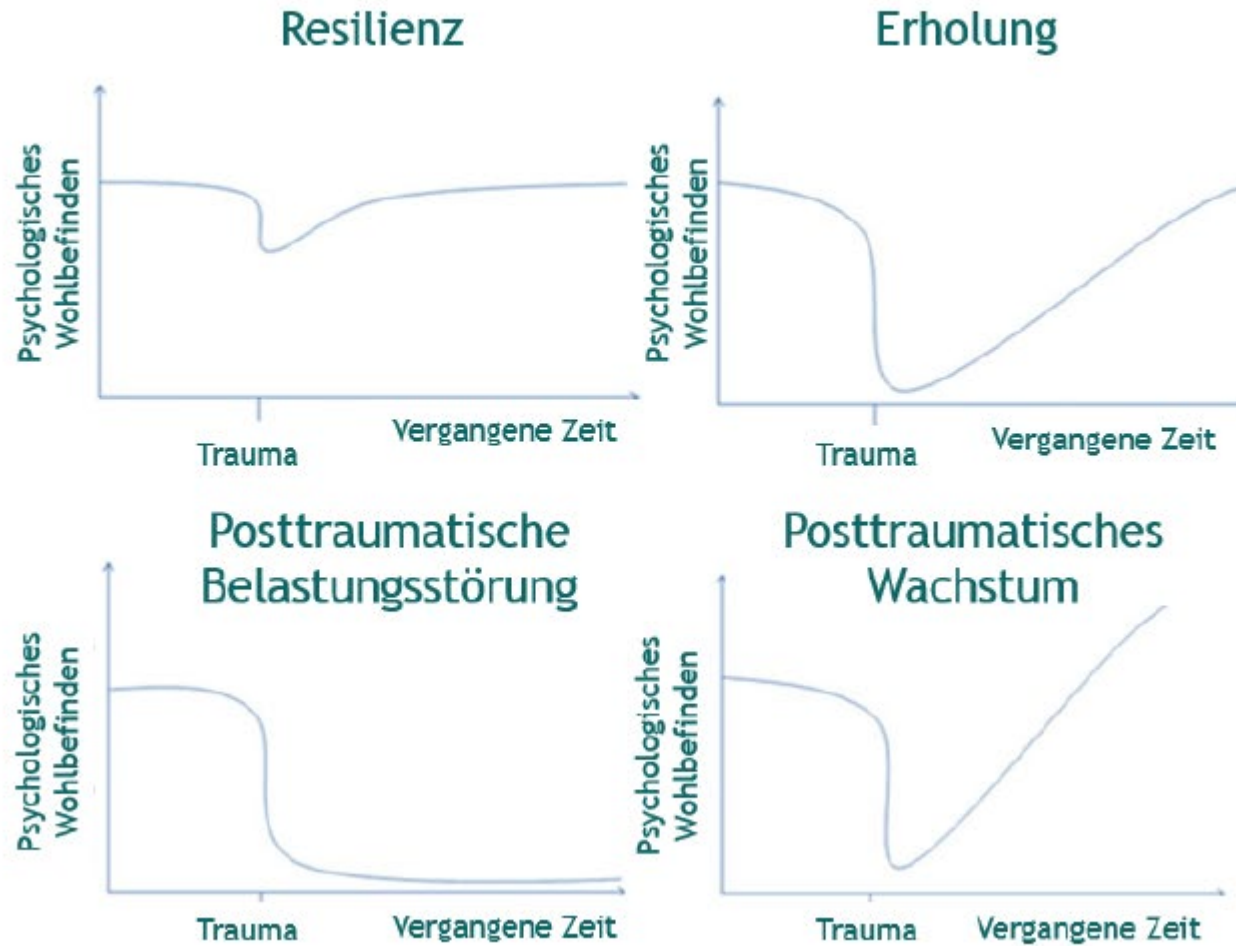 Resilienz
Psychologisches
Wohlbefinden
Trauma
Vergangene Zeit
Erholung
Psychologisches
Wohlbefinden
Trauma
Vergangene Zeit
Posttraumatische
Belastungsstörung
Psychologisches
Wohlbefinden
Trauma
Vergangene Zeit
Posttraumatisches
Wachstum
Psychologisches
Wohlbefinden
Trauma
Vergangene Zeit